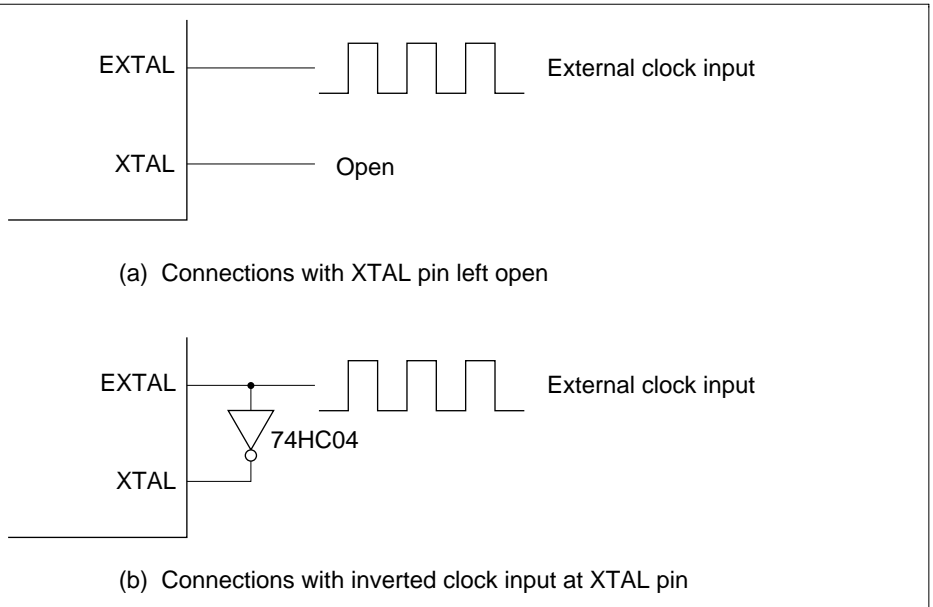 EXTAL
External clock input
XTAL
Open
(a) Connections with XTAL pin left open
EXTAL
External clock input
74HC04
XTAL
(b) Connections with inverted clock input at XTAL pin